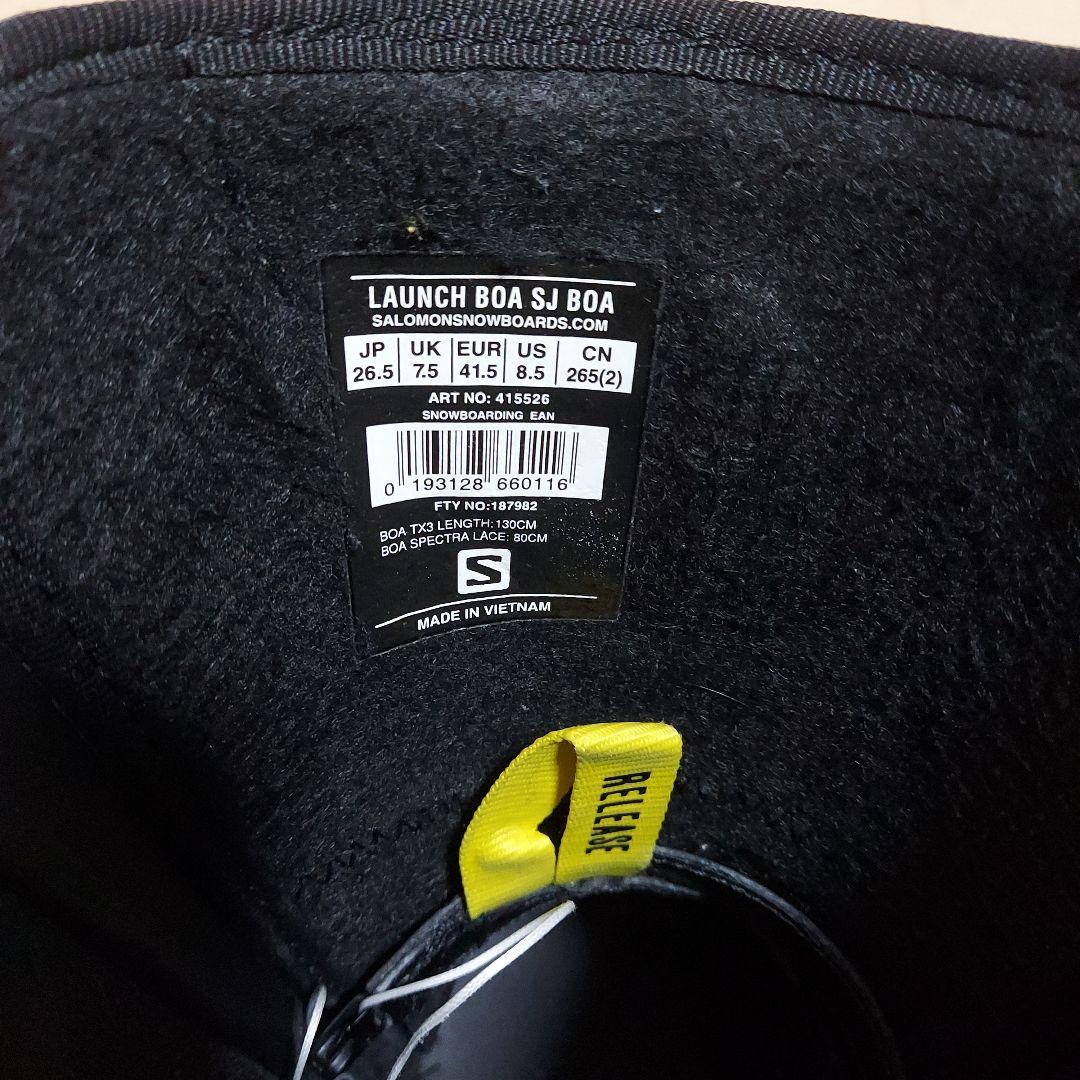 LAUNCH BOA SJ BOA
SALOMONSNOWBOARDS.COM
JP UK EUR US CN
26.5 7.5 41.5 8.5 265(2)
ART NO: 415526
SNOWBOARDING EAN
0 193128 660116
FTY NO:187982
BOA TX3 LENGTH: 130CM
BOA SPECTRA LACE: 80CM
S
MADE IN VIETNAM
RELEASE